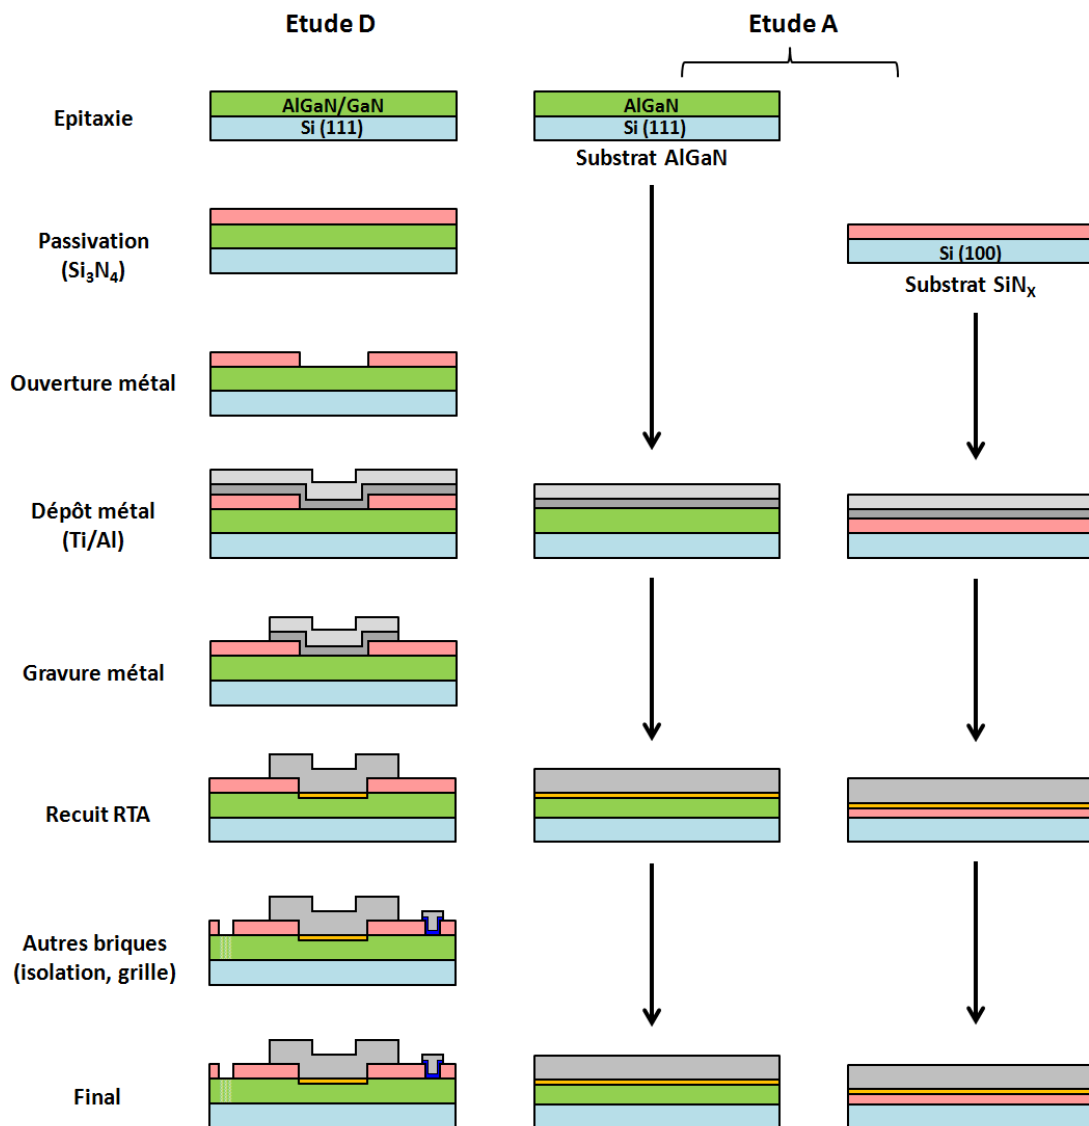 Etude D
Etude A
Epitaxie
AlGaN/GaN
Si (111)
AlGaN
Si (111)
Substrat AlGaN
Passivation
(Si₃N₄)
Si (100)
Substrat SiNₓ
Ouverture métal
Dépôt métal
(Ti/Al)
Gravure métal
Recuit RTA
Autres briques
(isolation, grille)
Final